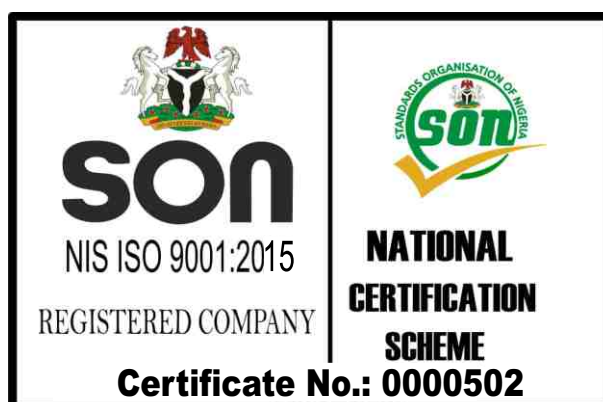 SON
NIS ISO 9001:2015
REGISTERED COMPANY
STANDARDS ORGANISATION OF NIGERIA
SON
NATIONAL
CERTIFICATION
SCHEME
Certificate No.: 0000502